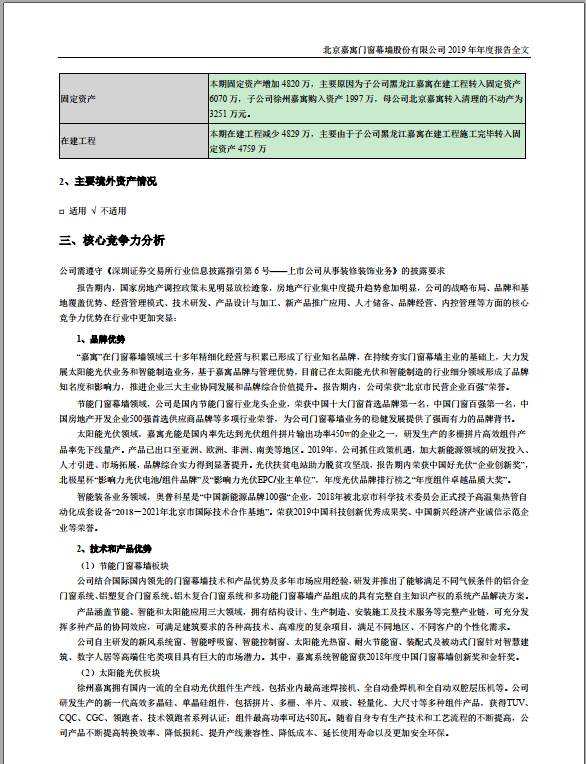 北京嘉寓门窗幕墙股份有限公司 2019 年年度报告全文
固定资产
本期固定资产增加 4820 万，主要原因为子公司黑龙江嘉寓在建工程转入固定资产
6070 万，子公司徐州嘉寓购入资产 1997 万，母公司北京嘉寓转入清理的不动产为
3251 万元。
在建工程
本期在建工程减少 4829 万，主要由于子公司黑龙江嘉寓在建工程施工完毕转入固
定资产 4759 万
2、主要境外资产情况
□ 适用 √ 不适用
三、核心竞争力分析
公司需遵守《深圳证券交易所行业信息披露指引第 6 号——上市公司从事装修装饰业务》的披露要求
报告期内，国家房地产调控政策未见明显放松迹象，房地产行业集中度提升趋势愈加明显，公司的战略布局、品牌和基
地覆盖优势、经营管理模式、技术研发、产品设计与加工、新产品推广应用、人才储备、品牌经营、内控管理等方面的核心
竞争力优势在行业中更加突显：
1、品牌优势
“嘉寓”在门窗幕墙领域三十多年精细化经营与积累已形成了行业知名品牌，在持续夯实门窗幕墙主业的基础上，大力发
展太阳能光伏业务和智能制造业务，基于嘉寓品牌与管理优势，目前已在太阳能光伏和智能制造的行业细分领域形成了品牌
知名度和影响力，推进企业三大主业协同发展和品牌综合价值提升。报告期内，公司荣获“北京市民营企业百强”荣誉。
节能门窗幕墙领域，公司是国内节能门窗行业龙头企业，荣获中国十大门窗首选品牌第一名，中国门窗百强第一名，中
国房地产开发企业500强首选供应商品牌等多项行业荣誉，为公司门窗幕墙业务的稳健发展提供了强而有力的品牌背书。
太阳能光伏领域，嘉寓光能是国内率先达到光伏组件拼片输出功率450w的企业之一，研发生产的多栅拼片高效组件产
品率先下线量产。产品已出口至亚洲、欧洲、非洲、南美等地区。2019年，公司抓住政策机遇，加大新能源领域的研发投入、
人才引进、市场拓展，品牌综合实力得到显著提升。光伏扶贫电站助力脱贫攻坚战，报告期内荣获中国好光伏“企业创新奖”，
北极星杯“影响力光伏电池/组件品牌”及“影响力光伏EPC/业主单位”，年度光伏品牌排行榜之“年度组件卓越品质大奖”。
智能装备业务领域，奥普科星是“中国新能源品牌100强”企业，2018年被北京市科学技术委员会正式授予高温集热管自
动化成套设备“2018－2021年北京市国际技术合作基地”。荣获2019中国科技创新优秀成果奖、中国新兴经济产业诚信示范企
业等荣誉。
2、技术和产品优势
（1）节能门窗幕墙板块
公司结合国际国内领先的门窗幕墙技术和产品优势及多年市场应用经验，研发并推出了能够满足不同气候条件的铝合金
门窗系统、铝塑复合门窗系统、铝木复合门窗系统和多功能门窗幕墙产品组成的具有完整自主知识产权的系统产品解决方案。
产品涵盖节能、智能和太阳能应用三大领域，拥有结构设计、生产制造、安装施工及技术服务等完整产业链，可充分发
挥多种产品的协同效应，可满足建筑要求的各种高技术、高难度的复杂项目，满足不同地区、不同客户的个性化需求。
公司自主研发的新风系统窗、智能呼吸窗、智能控制窗、太阳能光热窗、耐火节能窗、装配式及被动式门窗针对智慧建
筑、数字人居等高端住宅类项目具有巨大的市场潜力。其中，嘉寓系统智能窗获2018年度中国门窗幕墙创新奖和金轩奖。
（2）太阳能光伏板块
徐州嘉寓拥有国内一流的全自动光伏组件生产线，包括业内最高速焊接机、全自动叠焊机和全自动双腔层压机等。公司
研发生产的新一代高效多晶硅、单晶硅组件，包括拼片、多栅、半片、双玻、轻量化、大尺寸等多种组件产品，获得TUV、
CQC、CGC、领跑者、技术领跑者系列认证；组件最高功率可达480瓦。随着自身专有生产技术和工艺流程的不断提高，公
司产品不断提高转换效率、降低损耗、提升产线兼容性、降低成本、延长使用寿命以及更加安全环保。